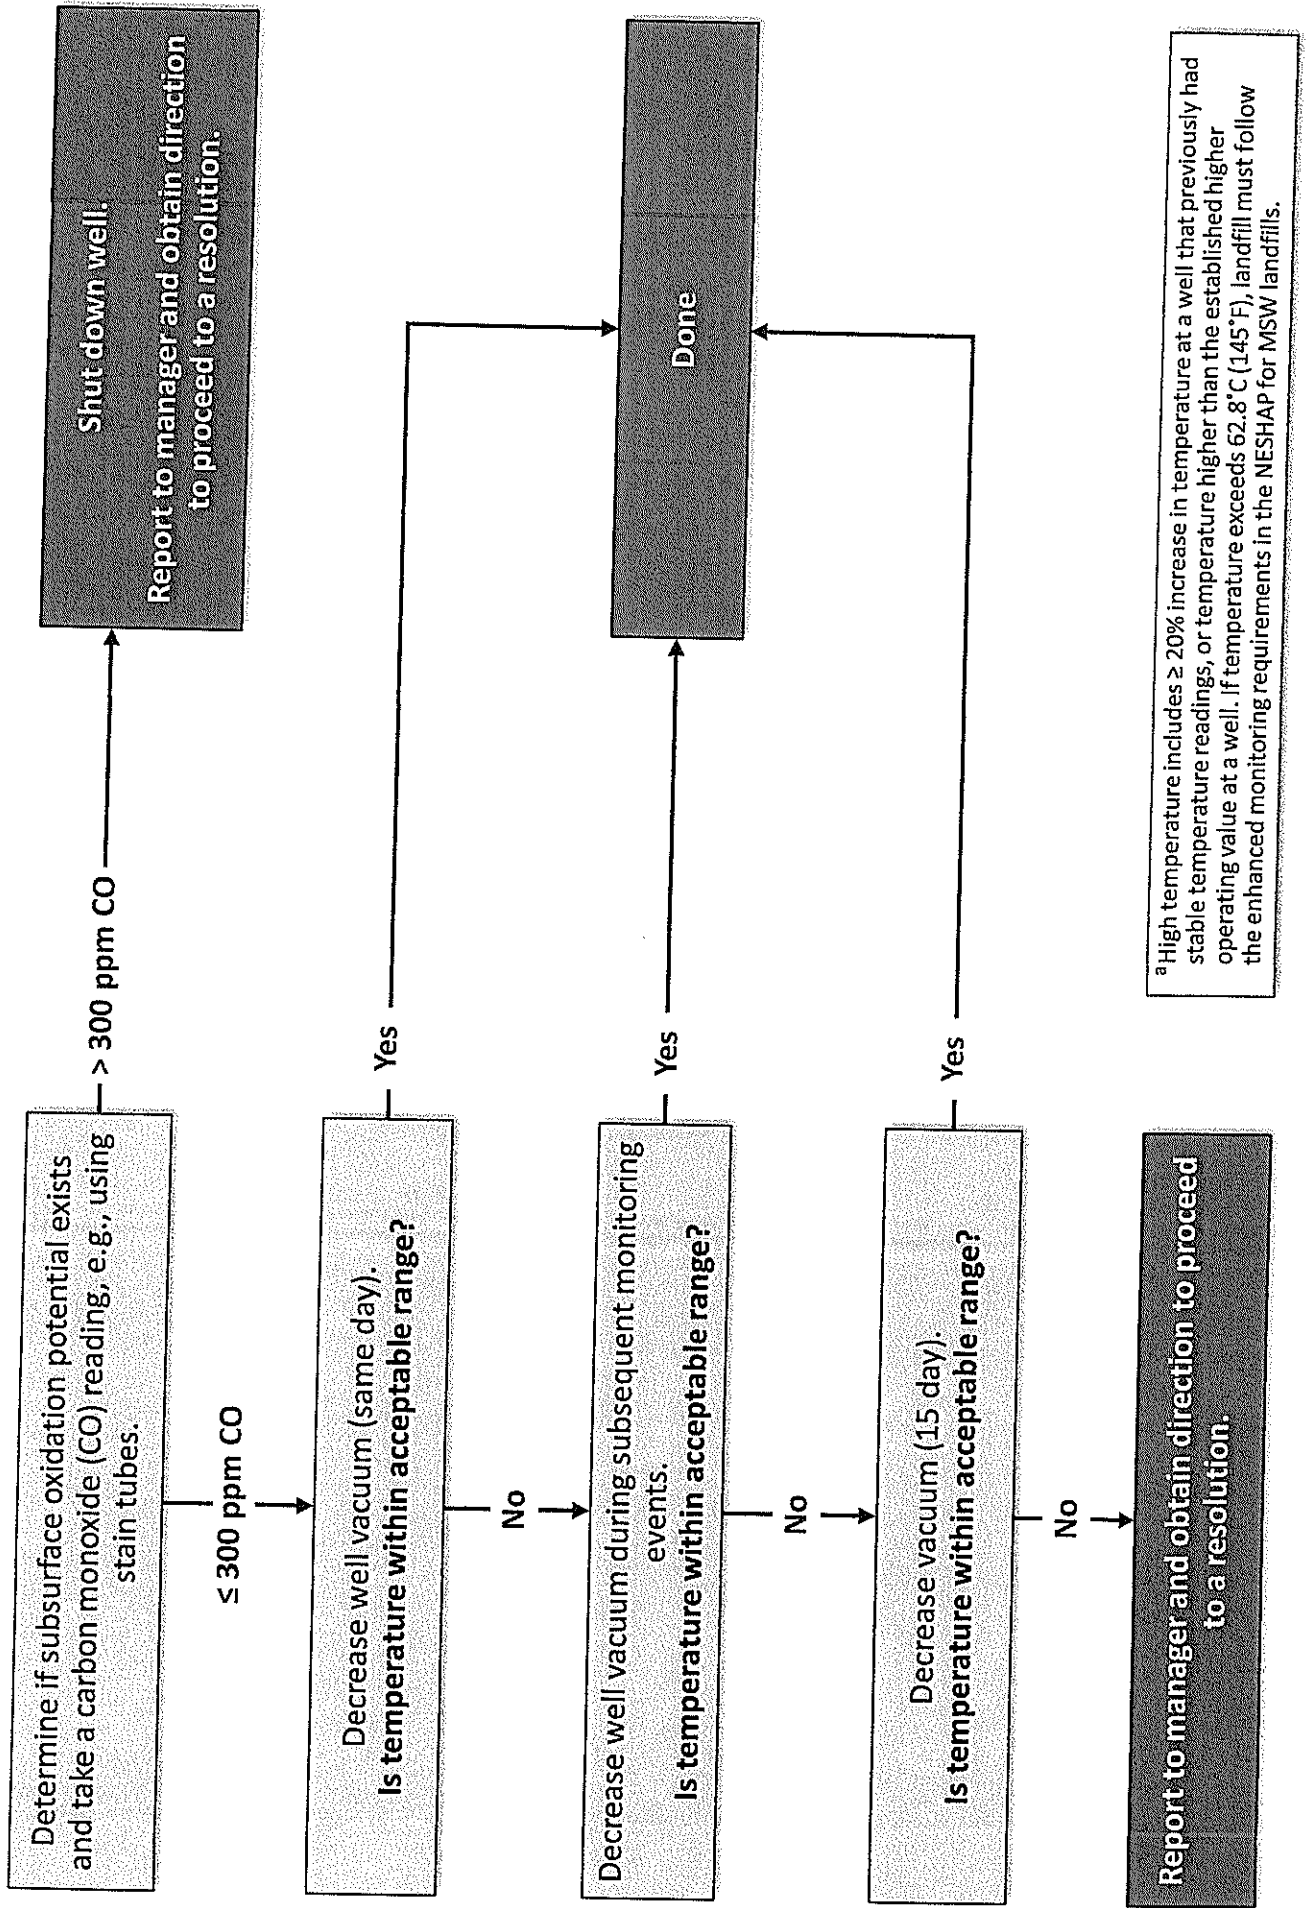 Determine if subsurface oxidation potential exists
and take a carbon monoxide (CO) reading, e.g., using
stain tubes.
> 300 ppm CO
Shut down well.
Report to manager and obtain direction
to proceed to a resolution.
≤ 300 ppm CO
Decrease well vacuum (same day).
Is temperature within acceptable range?
Yes
No
Decrease well vacuum during subsequent monitoring
events.
Is temperature within acceptable range?
Yes
Done
No
Decrease vacuum (15 day).
Is temperature within acceptable range?
Yes
No
Report to manager and obtain direction to proceed
to a resolution.
a High temperature includes ≥ 20% increase in temperature at a well that previously had
stable temperature readings, or temperature higher than the established higher
operating value at a well. If temperature exceeds 62.8°C (145°F), landfill must follow
the enhanced monitoring requirements in the NESHAP for MSW landfills.